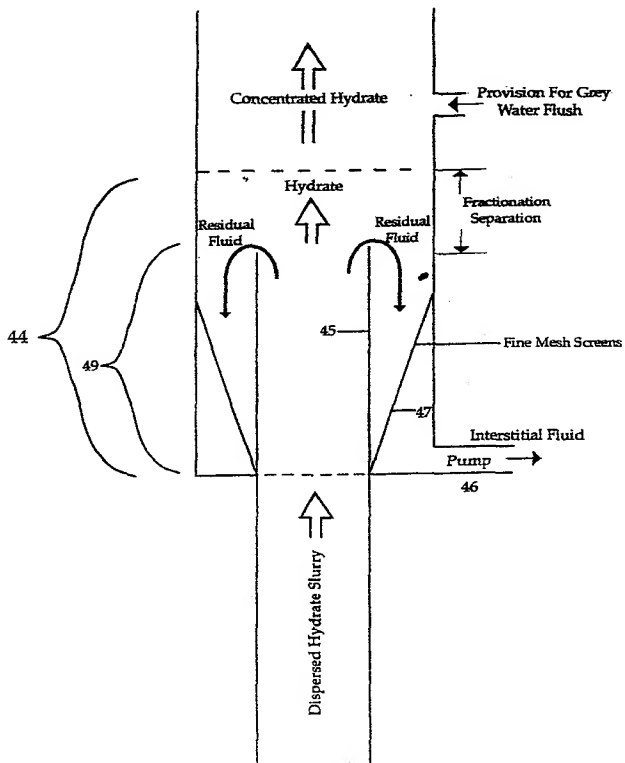 Concentrated Hydrate
Provision For Grey
Water Flush
Hydrate
Fractionation
Separation
Residual
Fluid
Residual
Fluid
44
49
45
Fine Mesh Screens
47
Interstitial Fluid
Pump
46
Dispersed Hydrate Slurry